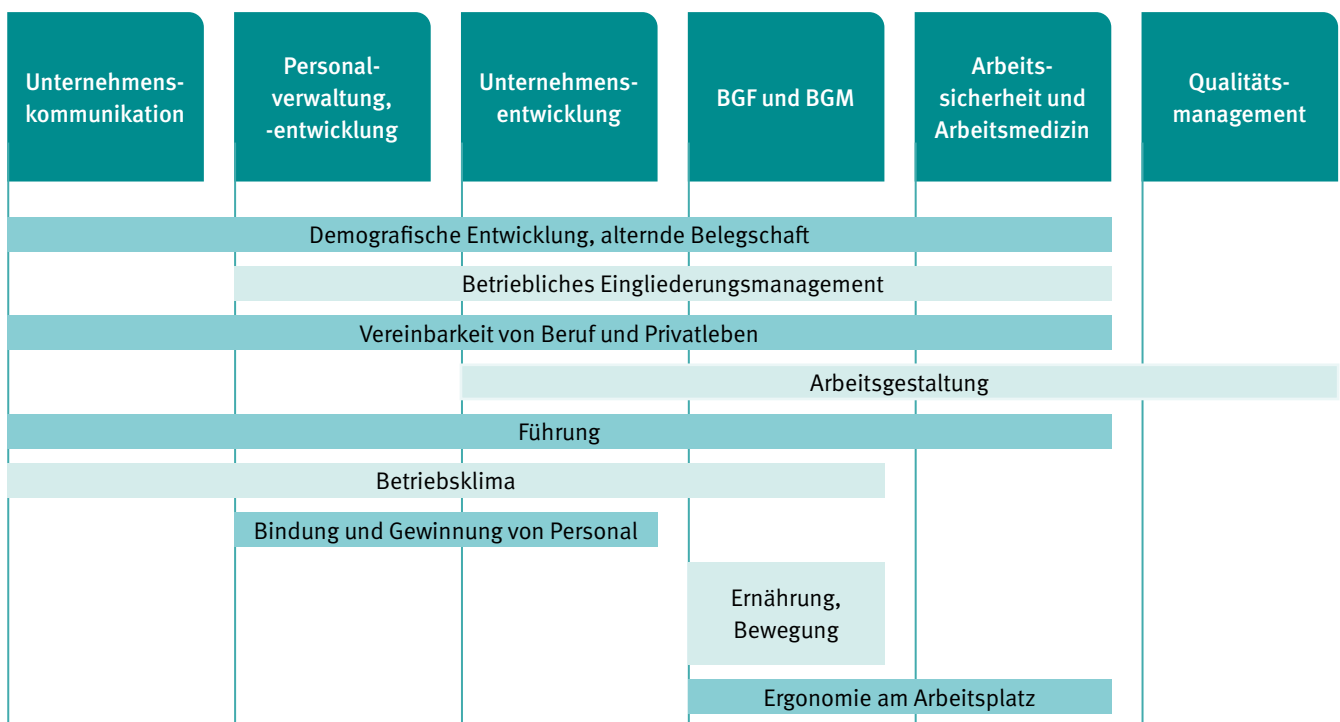 Unternehmens-
kommunikation
Personal-
verwaltung,
-entwicklung
Unternehmens-
entwicklung
BGF und BGM
Arbeits-
sicherheit und
Arbeitsmedizin
Qualitäts-
management
Demografische Entwicklung, alternde Belegschaft
Betriebliches Eingliederungsmanagement
Vereinbarkeit von Beruf und Privatleben
Arbeitsgestaltung
Führung
Betriebsklima
Bindung und Gewinnung von Personal
Ernährung,
Bewegung
Ergonomie am Arbeitsplatz